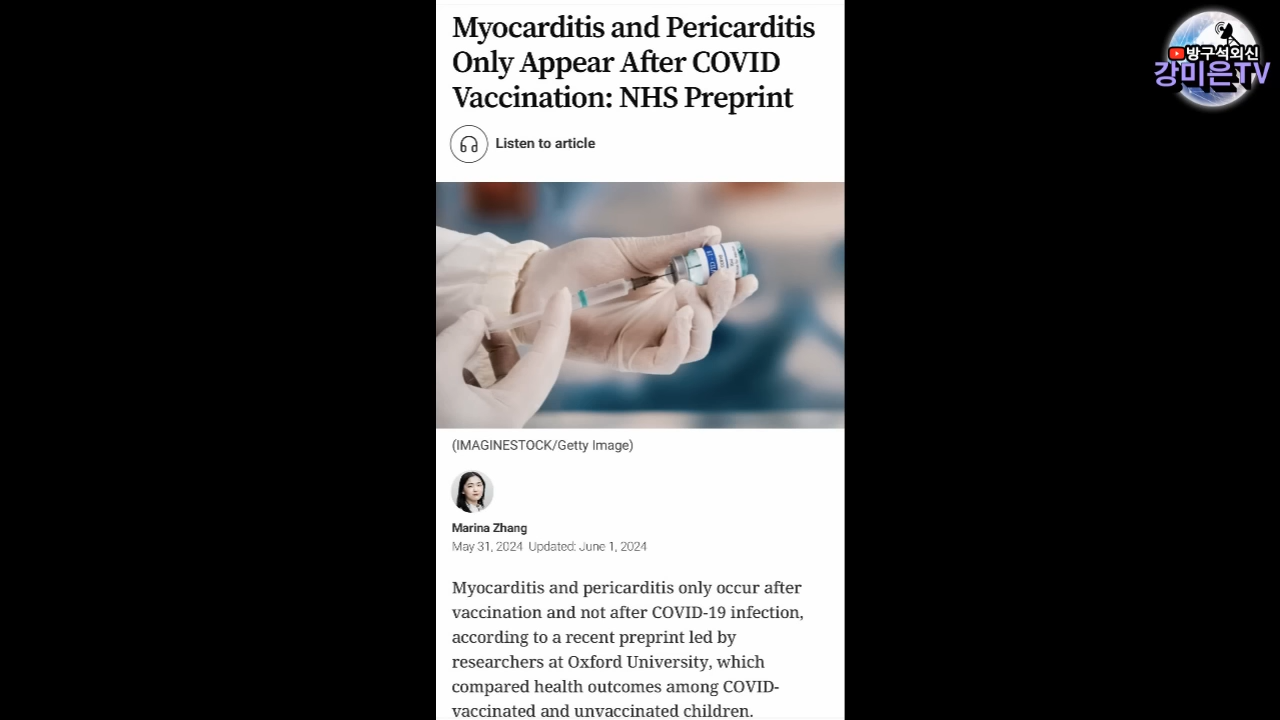 Myocarditis and Pericarditis
Only Appear After COVID
Vaccination: NHS Preprint
Listen to article
(IMAGINESTOCK/Getty Image)
Marina Zhang
May 31, 2024 Updated: June 1, 2024
Myocarditis and pericarditis only occur after
vaccination and not after COVID-19 infection,
according to a recent preprint led by
researchers at Oxford University, which
compared health outcomes among COVID-
vaccinated and unvaccinated children.
방구석외신
강미은TV